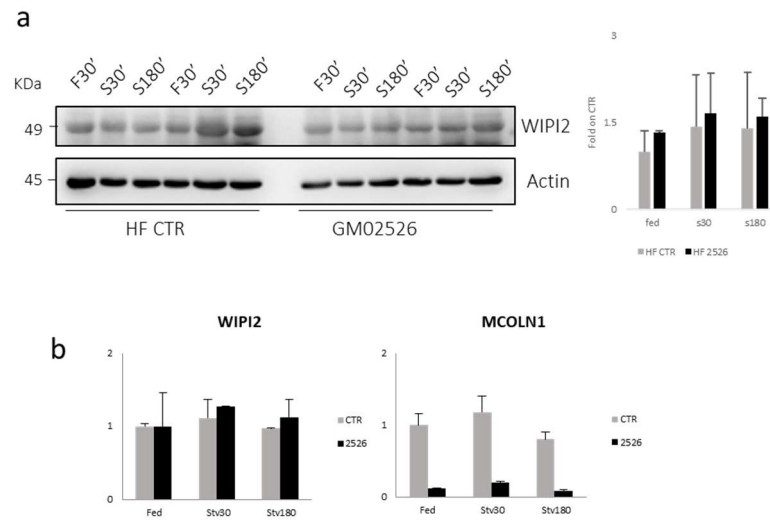 a
KDa
F30' S30' S180' F30' S30' S180' F30' S30' S180' F30' S30' S180'
49
WIPI2
45
Actin
HF CTR GM02526
3
1.5
0
Fold on CTR
fed s30 s180
HF CTR HF 2526
b
WIPI2
2
1
0
Fed Stv30 Stv180
CTR
2526
MCOLN1
2
1
0
Fed Stv30 Stv180
CTR
2526